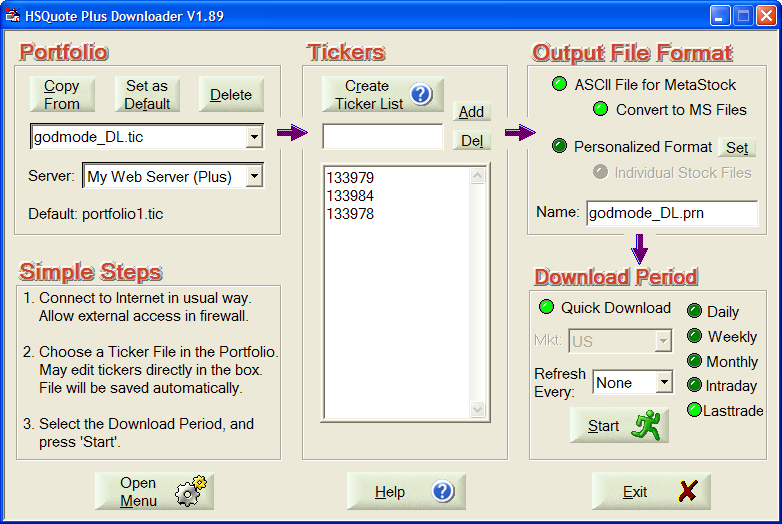 HSQuote Plus Downloader V1.89
Portfolio
Copy From
Set as Default
Delete
godmode_DL.tic
Server:
My Web Server (Plus)
Default: portfolio1.tic
Simple Steps
1. Connect to Internet in usual way.
Allow external access in firewall.
2. Choose a Ticker File in the Portfolio.
May edit tickers directly in the box.
File will be saved automatically.
3. Select the Download Period, and
press 'Start'.
Open Menu
Tickers
Create Ticker List
?
Add
Del
133979
133984
133978
Help
?
Output File Format
ASCII File for MetaStock
Convert to MS Files
Personalized Format
Set
Individual Stock Files
Name:
godmode_DL.prn
Download Period
Quick Download
Mkt:
US
Refresh Every:
None
Start
Daily
Weekly
Monthly
Intraday
Lasttrade
Exit